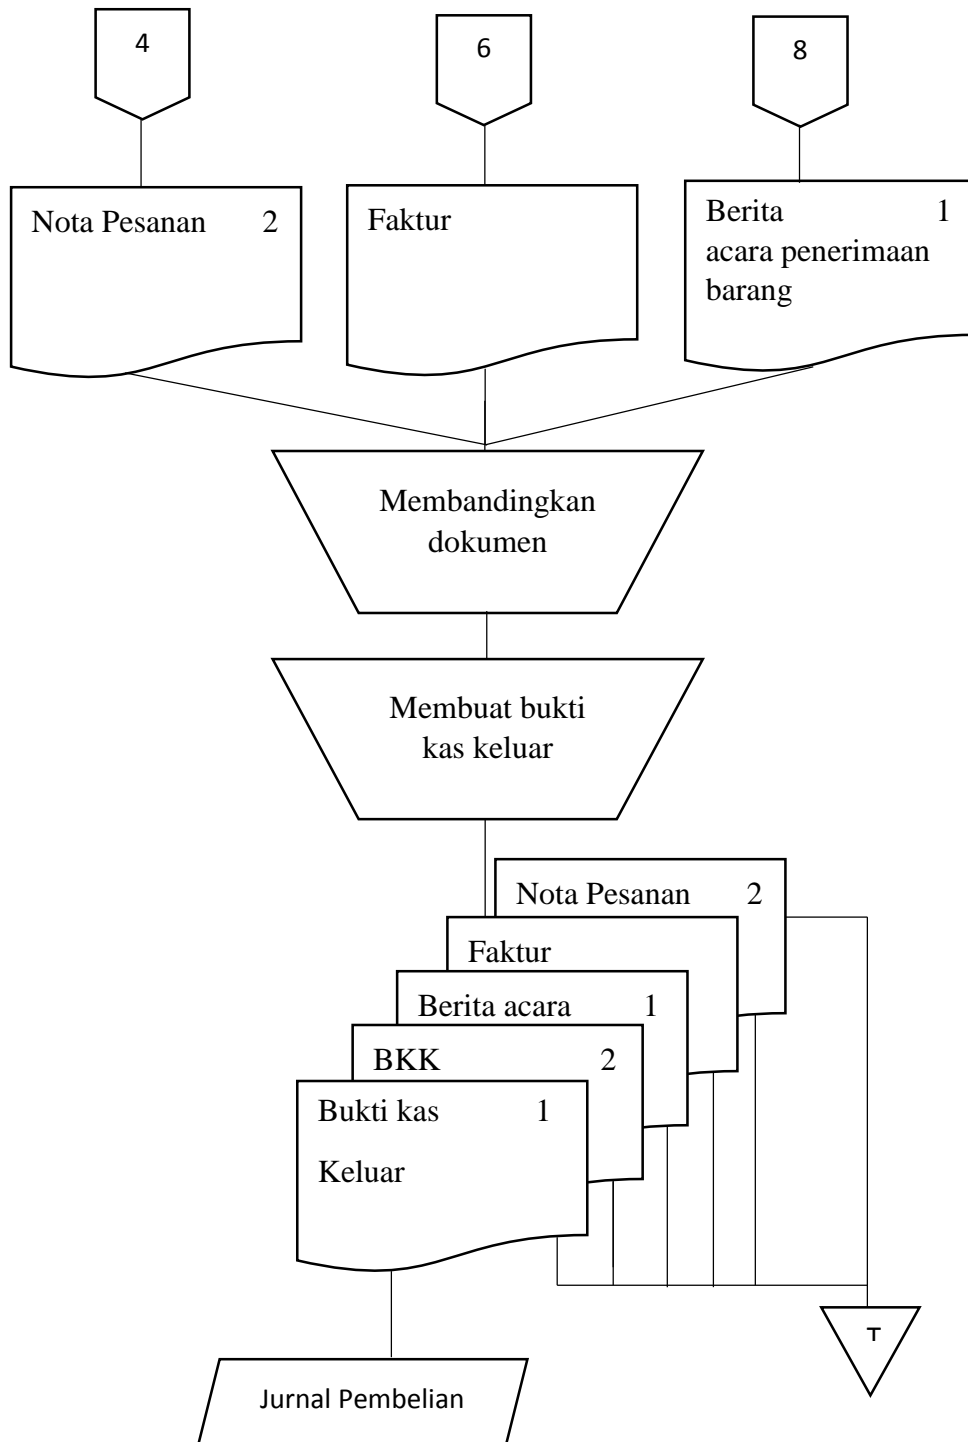 4
6
8
Nota Pesanan 2
Faktur
Berita 1
acara penerimaan
barang
Membandingkan
dokumen
Membuat bukti
kas keluar
Nota Pesanan 2
Faktur
Berita acara 1
BKK 2
Bukti kas 1
Keluar
T
Jurnal Pembelian